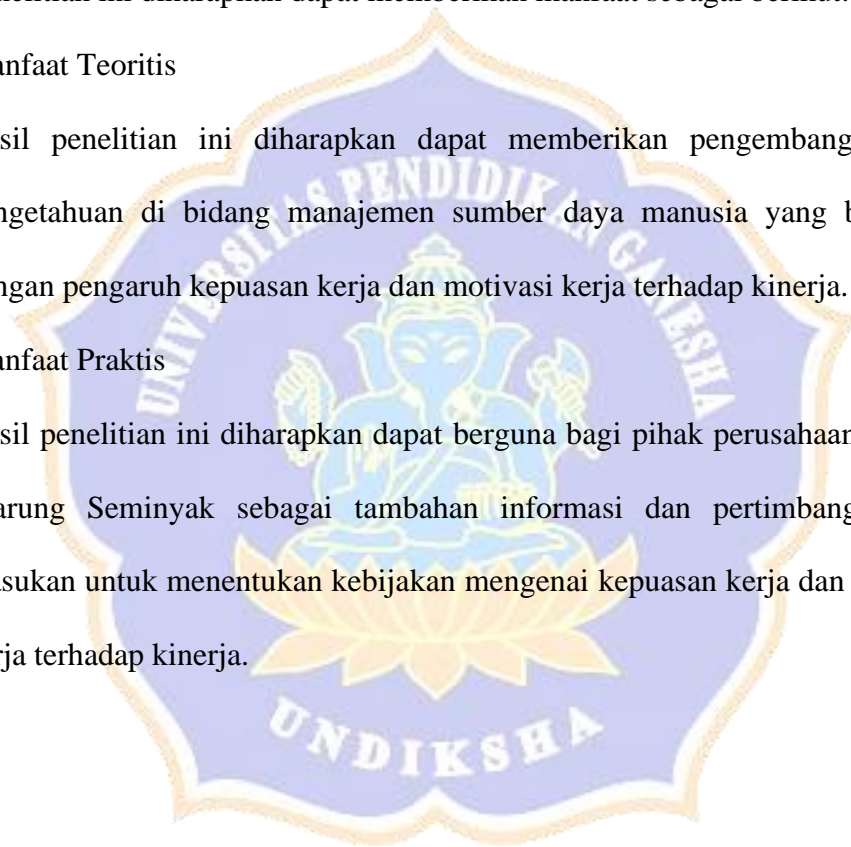 nelitian ini diharapkan dapat memberikan manfaat sebagai berikut.
anfaat Teoritis
sil penelitian ini diharapkan dapat memberikan pengembang
ngetahuan di bidang manajemen sumber daya manusia yang b
ngan pengaruh kepuasan kerja dan motivasi kerja terhadap kinerja.
anfaat Praktis
sil penelitian ini diharapkan dapat berguna bagi pihak perusahaan
arung Seminyak sebagai tambahan informasi dan pertimbang
asukan untuk menentukan kebijakan mengenai kepuasan kerja dan
rja terhadap kinerja.
UNIVERSITAS PENDIDIKAN GANESHA
UNDIKSHA